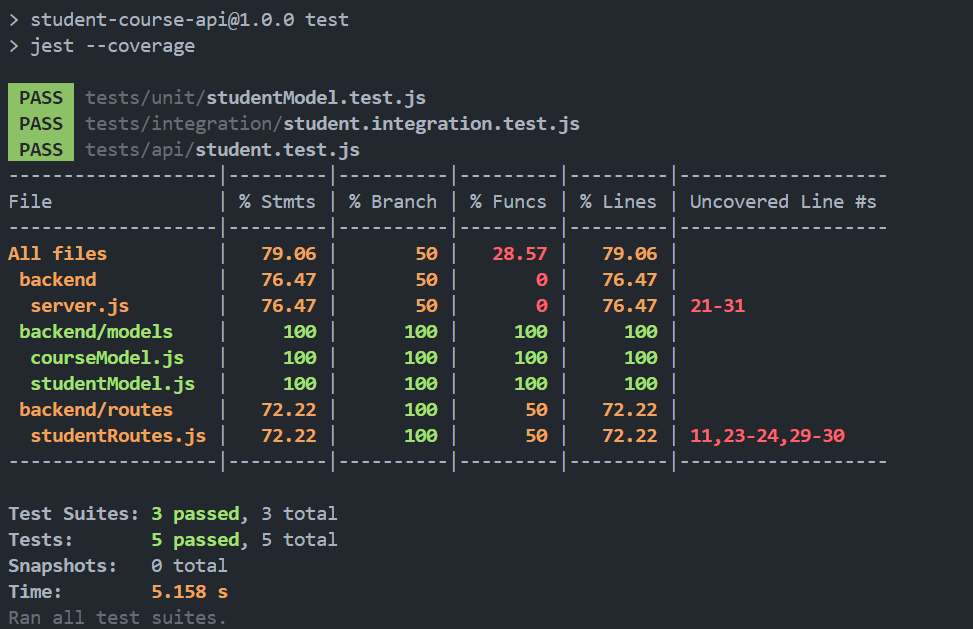 > student-course-api@1.0.0 test
> jest --coverage
PASS tests/unit/studentModel.test.js
PASS tests/integration/student.integration.test.js
PASS tests/api/student.test.js
-------------------|---------|----------|---------|---------|-------------------
File               | % Stmts | % Branch | % Funcs | % Lines | Uncovered Line #s
-------------------|---------|----------|---------|---------|-------------------
All files          |   79.06 |       50 |   28.57 |   79.06 |
 backend           |   76.47 |       50 |       0 |   76.47 |
  server.js        |   76.47 |       50 |       0 |   76.47 | 21-31
 backend/models    |     100 |      100 |     100 |     100 |
  courseModel.js   |     100 |      100 |     100 |     100 |
  studentModel.js  |     100 |      100 |     100 |     100 |
 backend/routes    |   72.22 |      100 |      50 |   72.22 |
  studentRoutes.js |   72.22 |      100 |      50 |   72.22 | 11,23-24,29-30
-------------------|---------|----------|---------|---------|-------------------
Test Suites: 3 passed, 3 total
Tests:       5 passed, 5 total
Snapshots:   0 total
Time:        5.158 s
Ran all test suites.